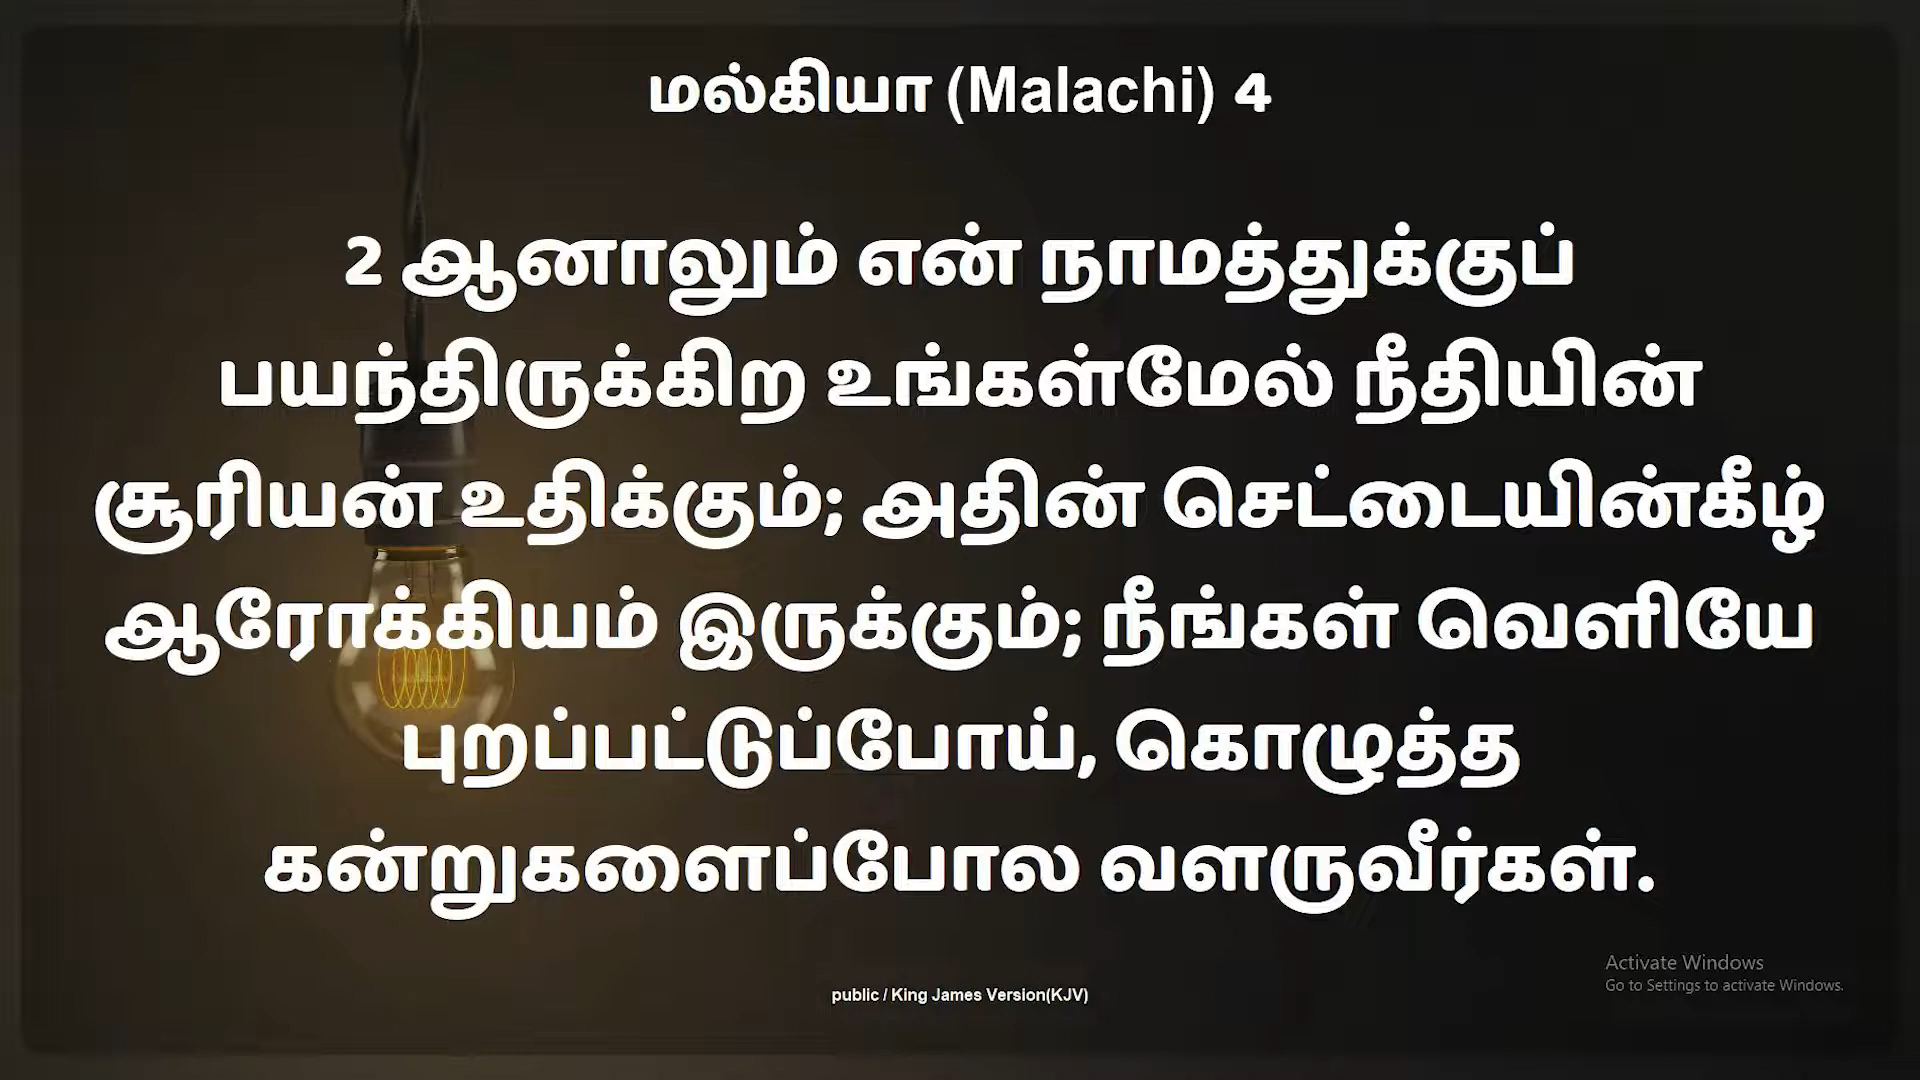 மல்கியா (Malachi) 4
2 ஆனாலும் என் நாமத்துக்குப்
பயந்திருக்கிற உங்கள்மேல் நீதியின்
சூரியன் உதிக்கும்; அதின் செட்டையின்கீழ்
ஆரோக்கியம் இருக்கும்; நீங்கள் வெளியே
புறப்பட்டுப்போய், கொழுத்த
கன்றுகளைப்போல வளருவீர்கள்.
Activate Windows
Go to Settings to activate Windows.
public / King James Version(KJV)